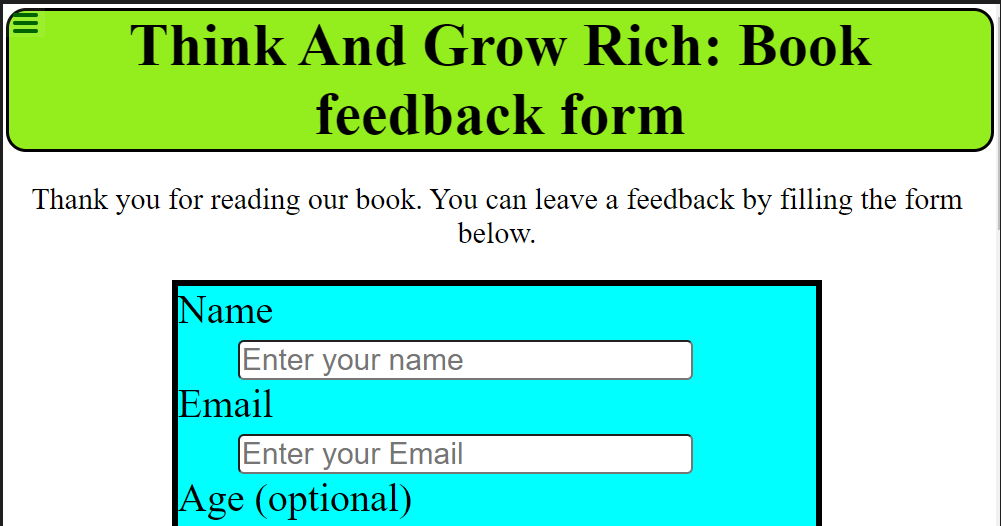 Think And Grow Rich: Book
feedback form
Thank you for reading our book. You can leave a feedback by filling the form
below.
Name
Enter your name
Email
Enter your Email
Age (optional)